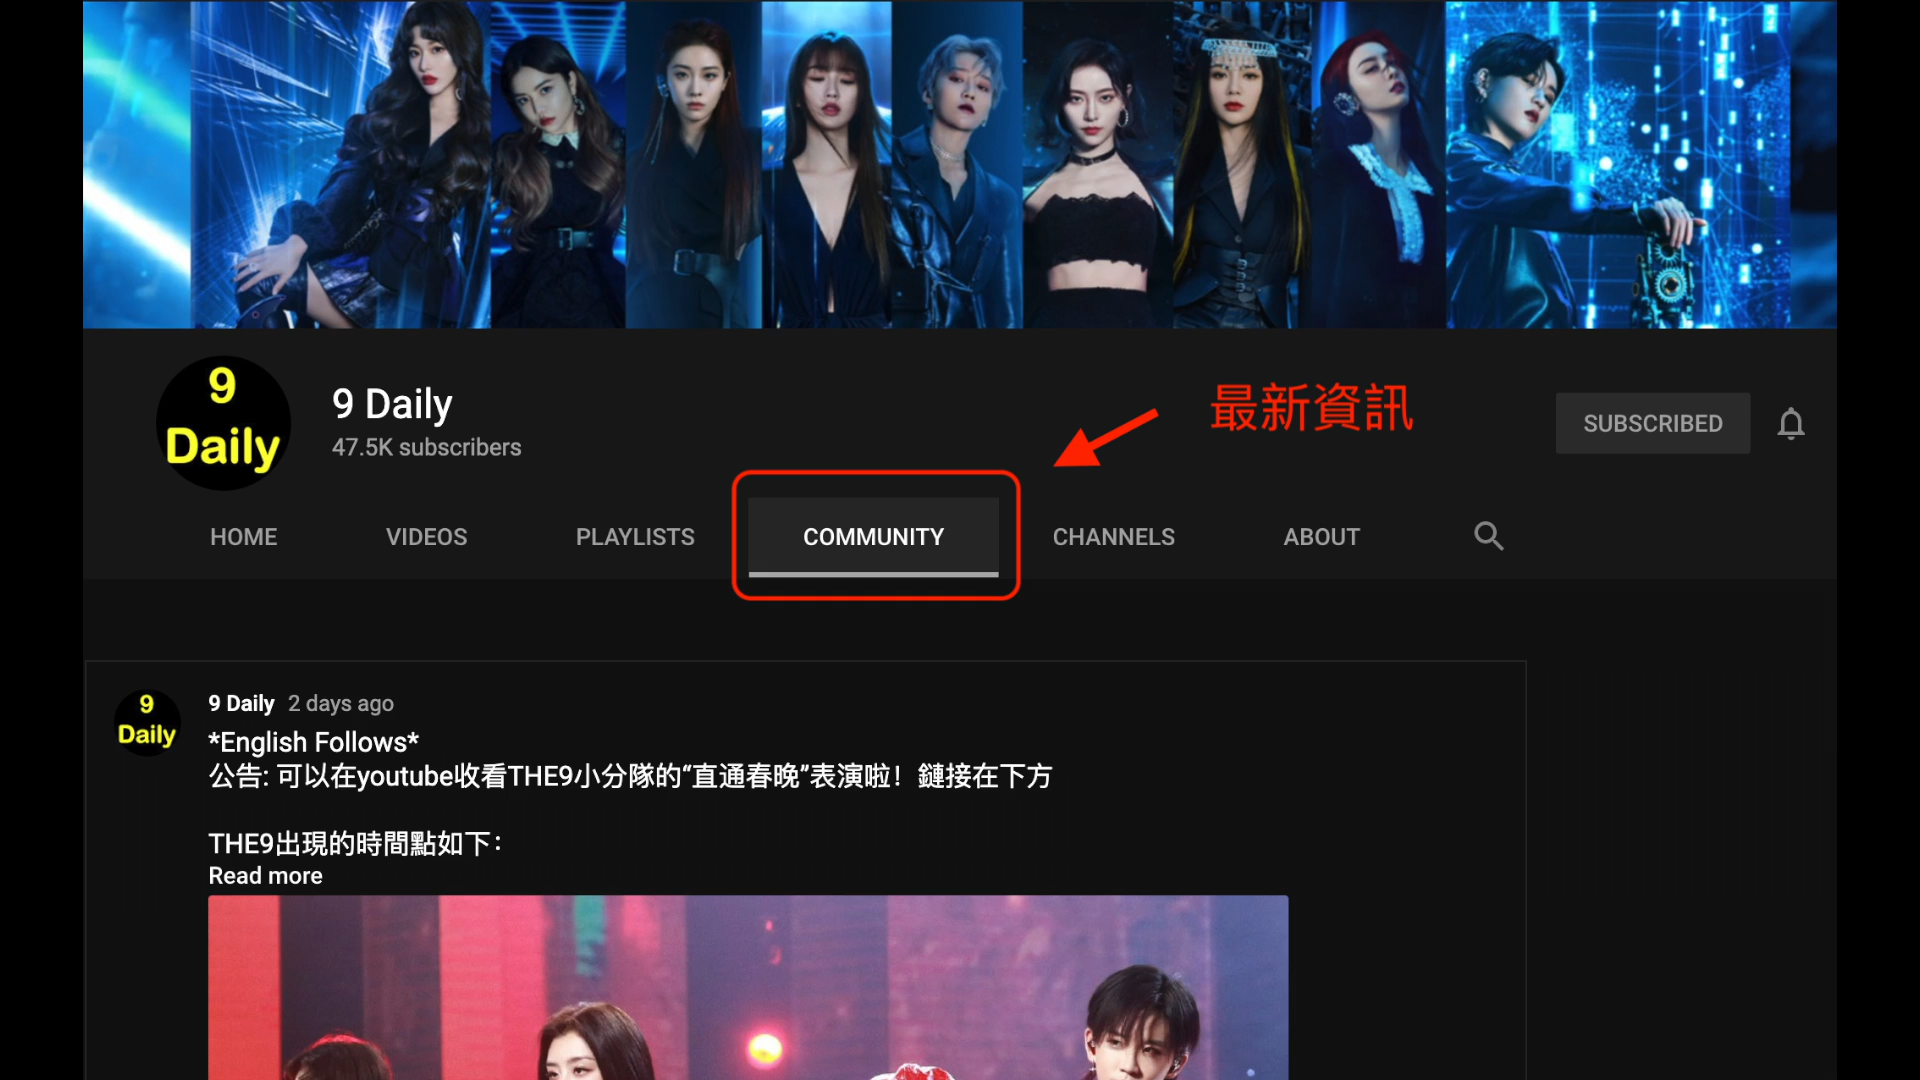 9
Daily
9 Daily
47.5K subscribers
最新資訊
SUBSCRIBED
HOME
VIDEOS
PLAYLISTS
COMMUNITY
CHANNELS
ABOUT
9
Daily
9 Daily 2 days ago
*English Follows*
公告: 可以在youtube收看THE9小分隊的“直通春晚”表演啦！鏈接在下方
THE9出現的時間點如下：
Read more